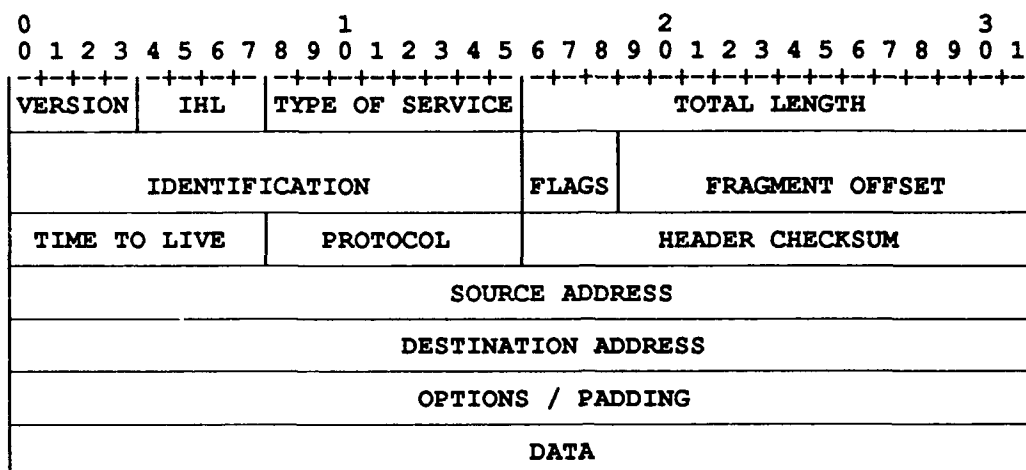 0 1 2 3
0 1 2 3 4 5 6 7 8 9 0 1 2 3 4 5 6 7 8 9 0 1 2 3 4 5 6 7 8 9 0 1
-+-+-+-+-+-+-+-+-+-+-+-+-+-+-+-+-+-+-+-+-+-+-+-+-+-+-+-+-+-+-+-
VERSION IHL TYPE OF SERVICE TOTAL LENGTH
IDENTIFICATION FLAGS FRAGMENT OFFSET
TIME TO LIVE PROTOCOL HEADER CHECKSUM
SOURCE ADDRESS
DESTINATION ADDRESS
OPTIONS / PADDING
DATA